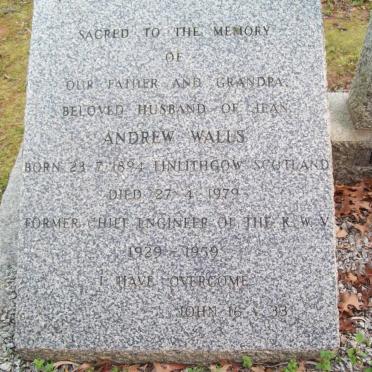 SACRED TO THE MEMORY
OF
OUR FATHER AND GRANDPA,
BELOVED HUSBAND OF JEAN
ANDREW WALLS
BORN 23·7·1894 LINLITHGOW SCOTLAND
DIED 27·4·1979
FORMER CHIEF ENGINEER OF THE K.W.V.
1929 - 1959
I HAVE OVERCOME
JOHN 16 V 33